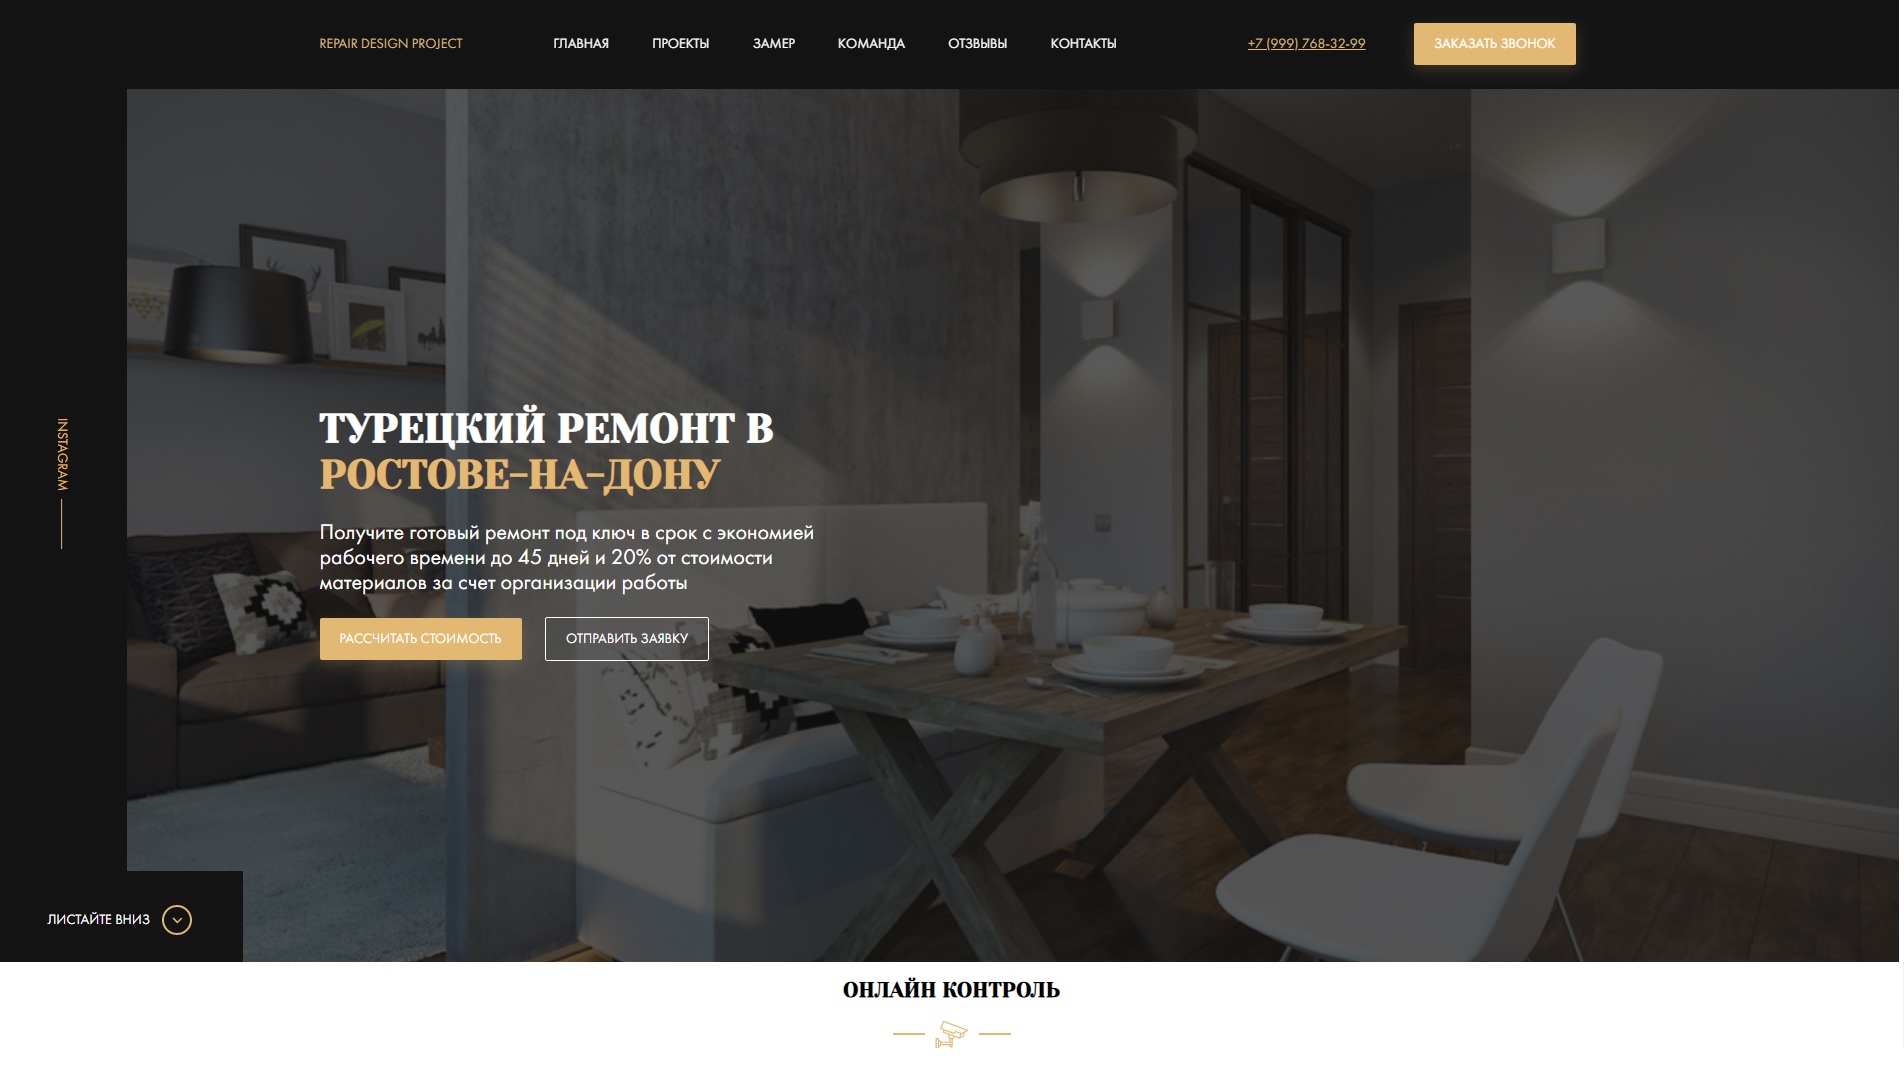 REPAIR DESIGN PROJECT
ГЛАВНАЯ
ПРОЕКТЫ
ЗАМЕР
КОМАНДА
ОТЗЫВЫ
КОНТАКТЫ
+7 (999) 768-32-99
ЗАКАЗАТЬ ЗВОНОК
INSTAGRAM
ТУРЕЦКИЙ РЕМОНТ В
РОСТОВЕ-НА-ДОНУ
Получите готовый ремонт под ключ в срок с экономией
рабочего времени до 45 дней и 20% от стоимости
материалов за счет организации работы
РАССЧИТАТЬ СТОИМОСТЬ
ОТПРАВИТЬ ЗАЯВКУ
ЛИСТАЙТЕ ВНИЗ
ОНЛАЙН КОНТРОЛЬ